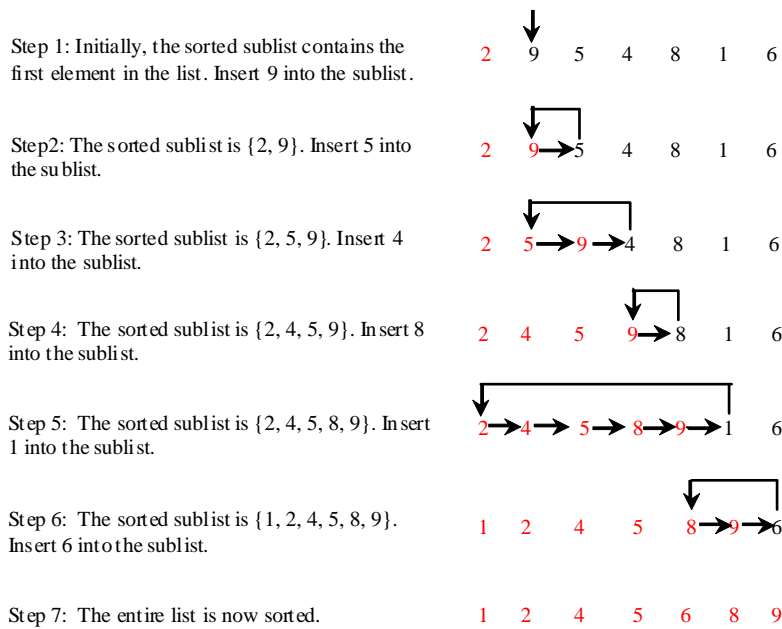 Step 1: Initially, the sorted sublist contains the
first element in the list. Insert 9 into the sublist.
2 9 5 4 8 1 6
Step2: The sorted sublist is {2, 9}. Insert 5 into
the sublist.
2 9 5 4 8 1 6
Step 3: The sorted sublist is {2, 5, 9}. Insert 4
into the sublist.
2 5 9 4 8 1 6
Step 4: The sorted sublist is {2, 4, 5, 9}. Insert 8
into the sublist.
2 4 5 9 8 1 6
Step 5: The sorted sublist is {2, 4, 5, 8, 9}. Insert
1 into the sublist.
2 4 5 8 9 1 6
Step 6: The sorted sublist is {1, 2, 4, 5, 8, 9}.
Insert 6 into the sublist.
1 2 4 5 8 9 6
Step 7: The entire list is now sorted.
1 2 4 5 6 8 9